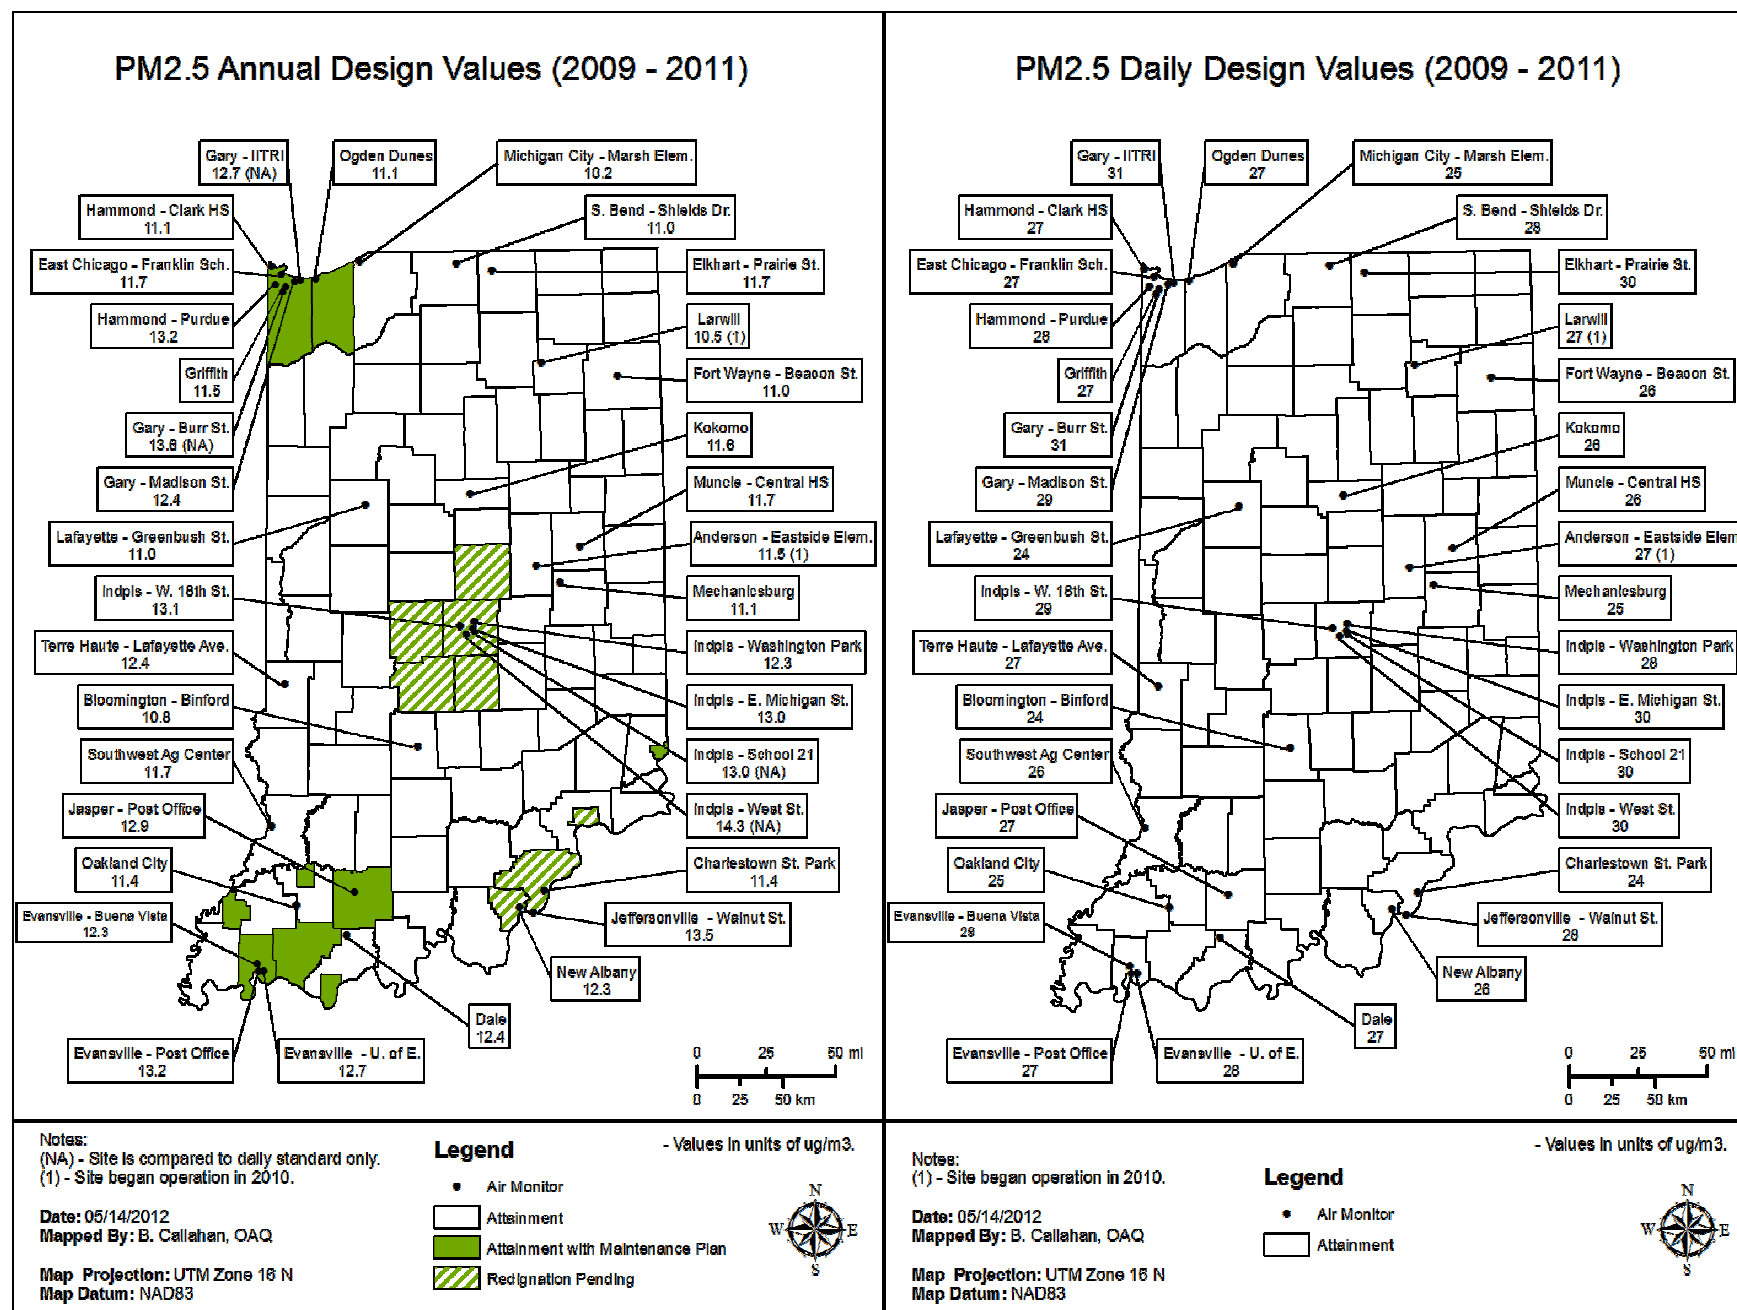 PM2.5 Annual Design Values (2009 - 2011)
Gary - IITRI
12.7 (NA)
Ogden Dunes
11.1
Michigan City - Marsh Elem.
10.2
Hammond - Clark HS
11.1
S. Bend - Shields Dr.
11.0
East Chicago - Franklin Sch.
11.7
Elkhart - Prairie St.
11.7
Hammond - Purdue
13.2
Larwill
10.5 (1)
Griffith
11.5
Fort Wayne - Beacon St.
11.0
Gary - Burr St.
13.8 (NA)
Kokomo
11.6
Gary - Madison St.
12.4
Muncie - Central HS
11.7
Lafayette - Greenbush St.
11.0
Anderson - Eastside Elem.
11.5 (1)
Indpls - W. 18th St.
13.1
Mechanicsburg
11.1
Terre Haute - Lafayette Ave.
12.4
Indpls - Washington Park
12.3
Bloomington - Binford
10.8
Indpls - E. Michigan St.
13.0
Southwest Ag Center
11.7
Indpls - School 21
13.0 (NA)
Jasper - Post Office
12.9
Indpls - West St.
14.3 (NA)
Oakland City
11.4
Charlestown St. Park
11.4
Evansville - Buena Vista
12.3
Jeffersonville - Walnut St.
13.5
New Albany
12.3
Dale
12.4
Evansville - Post Office
13.2
Evansville - U. of E.
12.7
0 25 50 mi
0 25 50 km
Notes:
(NA) - Site is compared to daily standard only.
(1) - Site began operation in 2010.
Date: 05/14/2012
Mapped By: B. Callahan, OAQ
Map Projection: UTM Zone 16 N
Map Datum: NAD83
Legend
Air Monitor
Attainment
Attainment with Maintenance Plan
Redignation Pending
- Values in units of ug/m3.
N
W E
S
PM2.5 Daily Design Values (2009 - 2011)
Gary - IITRI
31
Ogden Dunes
27
Michigan City - Marsh Elem.
25
Hammond - Clark HS
27
S. Bend - Shields Dr.
28
East Chicago - Franklin Sch.
27
Elkhart - Prairie St.
30
Hammond - Purdue
28
Larwill
27 (1)
Griffith
27
Fort Wayne - Beacon St.
26
Gary - Burr St.
31
Kokomo
28
Gary - Madison St.
29
Muncie - Central HS
26
Lafayette - Greenbush St.
24
Anderson - Eastside Elem
27 (1)
Indpls - W. 18th St.
29
Mechanicsburg
25
Terre Haute - Lafayette Ave.
27
Indpls - Washington Park
28
Bloomington - Binford
24
Indpls - E. Michigan St.
30
Southwest Ag Center
26
Indpls - School 21
30
Jasper - Post Office
27
Indpls - West St.
30
Oakland City
25
Charlestown St. Park
24
Evansville - Buena Vista
28
Jeffersonville - Walnut St.
28
New Albany
26
Dale
27
Evansville - Post Office
27
Evansville - U. of E.
28
0 25 50 mi
0 25 50 km
Notes:
(1) - Site began operation in 2010.
Date: 05/14/2012
Mapped By: B. Callahan, OAQ
Map Projection: UTM Zone 16 N
Map Datum: NAD83
Legend
Air Monitor
Attainment
- Values in units of ug/m3.
N
W E
S